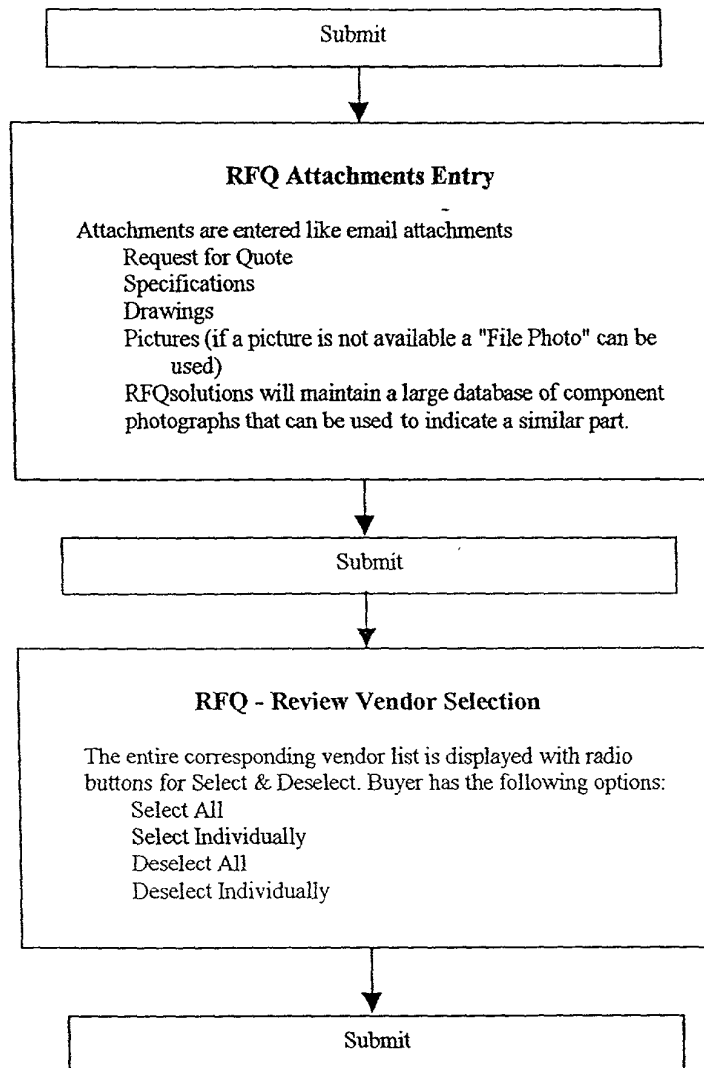 Submit
RFQ Attachments Entry
Attachments are entered like email attachments
Request for Quote
Specifications
Drawings
Pictures (if a picture is not available a "File Photo" can be
used)
RFQsolutions will maintain a large database of component
photographs that can be used to indicate a similar part.
Submit
RFQ - Review Vendor Selection
The entire corresponding vendor list is displayed with radio
buttons for Select & Deselect. Buyer has the following options:
Select All
Select Individually
Deselect All
Deselect Individually
Submit